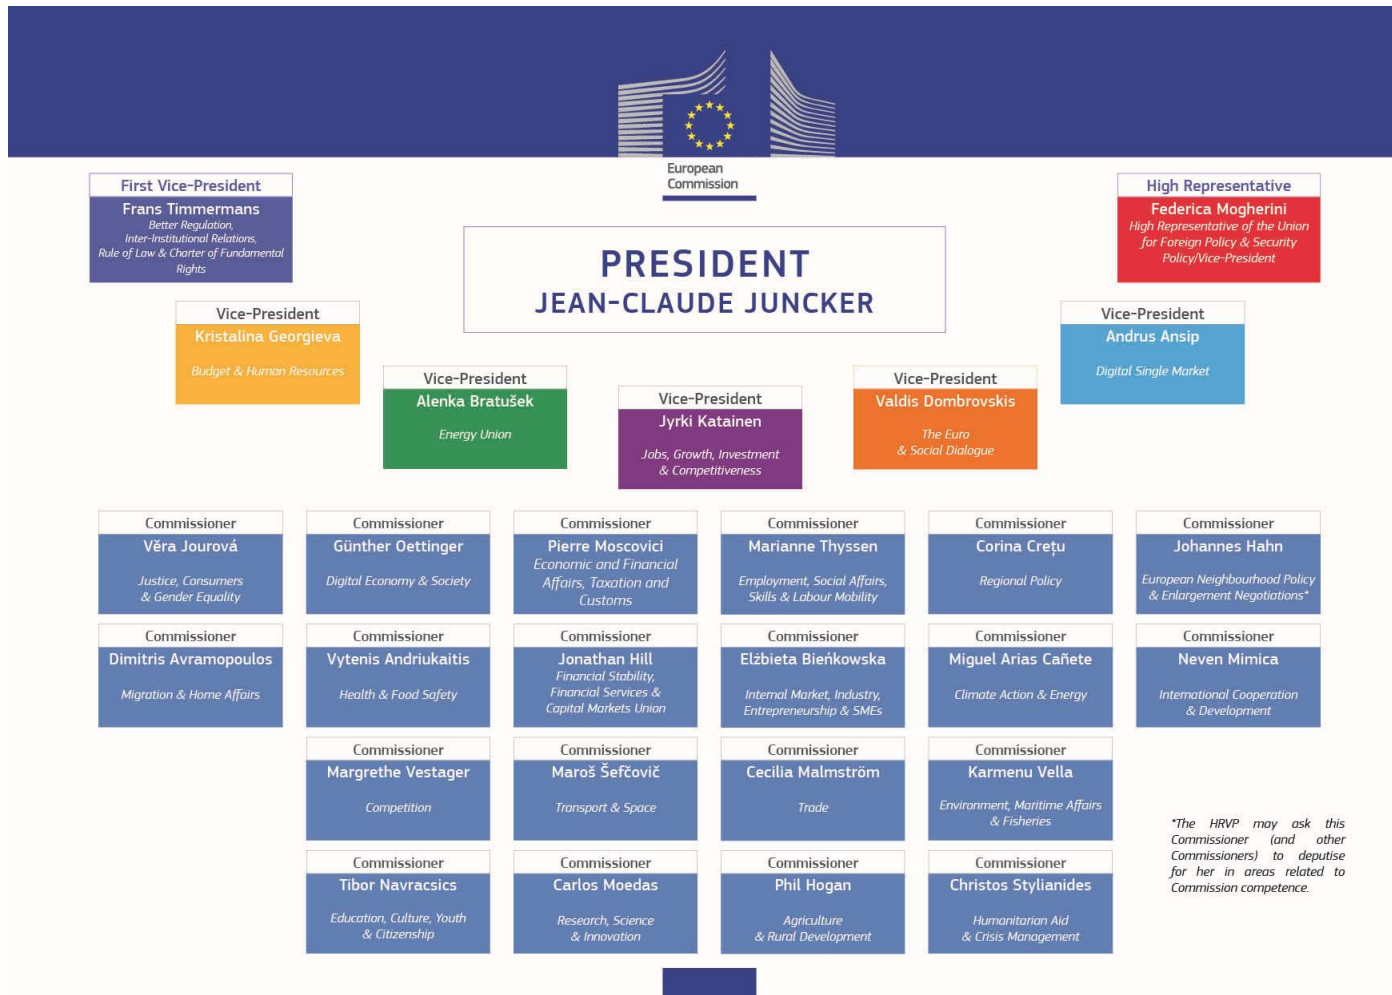 European
Commission
First Vice-President
Frans Timmermans
Better Regulation,
Inter-Institutional Relations,
Rule of Law & Charter of Fundamental
Rights
High Representative
Federica Mogherini
High Representative of the Union
for Foreign Policy & Security
Policy/Vice-President
PRESIDENT
JEAN-CLAUDE JUNCKER
Vice-President
Kristalina Georgieva
Budget & Human Resources
Vice-President
Andrus Ansip
Digital Single Market
Vice-President
Alenka Bratušek
Energy Union
Vice-President
Jyrki Katainen
Jobs, Growth, Investment
& Competitiveness
Vice-President
Valdis Dombrovskis
The Euro
& Social Dialogue
Commissioner
Věra Jourová
Justice, Consumers
& Gender Equality
Commissioner
Günther Oettinger
Digital Economy & Society
Commissioner
Pierre Moscovici
Economic and Financial
Affairs, Taxation and
Customs
Commissioner
Marianne Thyssen
Employment, Social Affairs,
Skills & Labour Mobility
Commissioner
Corina Crețu
Regional Policy
Commissioner
Johannes Hahn
European Neighbourhood Policy
& Enlargement Negotiations*
Commissioner
Dimitris Avramopoulos
Migration & Home Affairs
Commissioner
Vytenis Andriukaitis
Health & Food Safety
Commissioner
Jonathan Hill
Financial Stability,
Financial Services &
Capital Markets Union
Commissioner
Elżbieta Bieńkowska
Internal Market, Industry,
Entrepreneurship & SMEs
Commissioner
Miguel Arias Cañete
Climate Action & Energy
Commissioner
Neven Mimica
International Cooperation
& Development
Commissioner
Margrethe Vestager
Competition
Commissioner
Maroš Šefčovič
Transport & Space
Commissioner
Cecilia Malmström
Trade
Commissioner
Karmenu Vella
Environment, Maritime Affairs
& Fisheries
*The HRVP may ask this
Commissioner (and other
Commissioners) to deputise
for her in areas related to
Commission competence.
Commissioner
Tibor Navracsics
Education, Culture, Youth
& Citizenship
Commissioner
Carlos Moedas
Research, Science
& Innovation
Commissioner
Phil Hogan
Agriculture
& Rural Development
Commissioner
Christos Stylianides
Humanitarian Aid
& Crisis Management